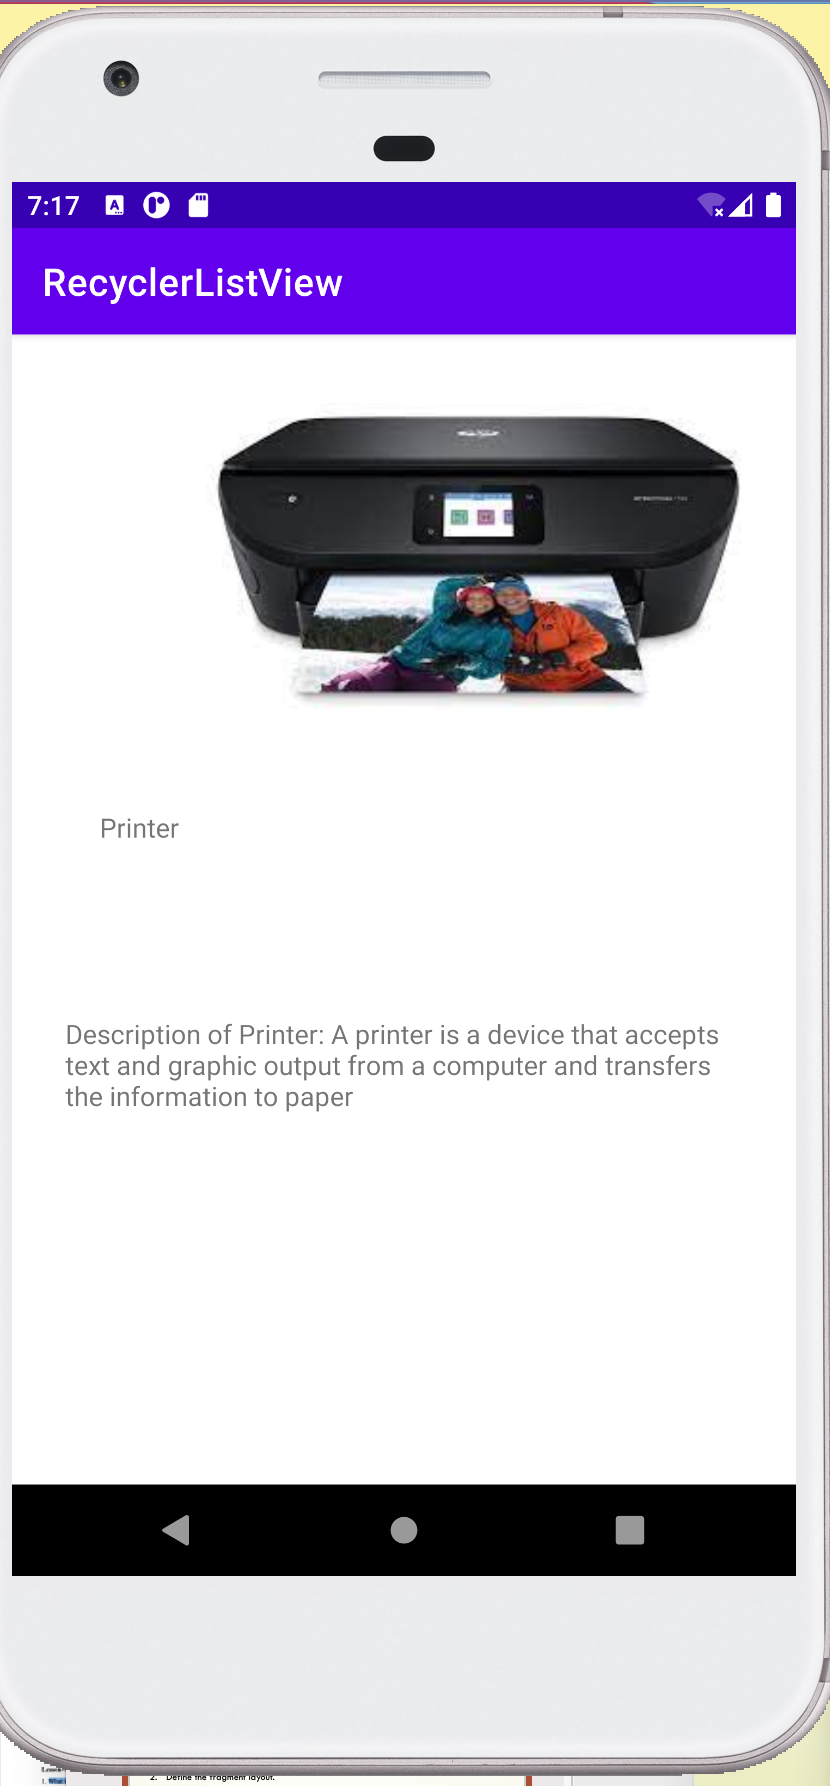 7:17
RecyclerListView
hp
Printer
Description of Printer: A printer is a device that accepts
text and graphic output from a computer and transfers
the information to paper
2. Define the fragment layout.